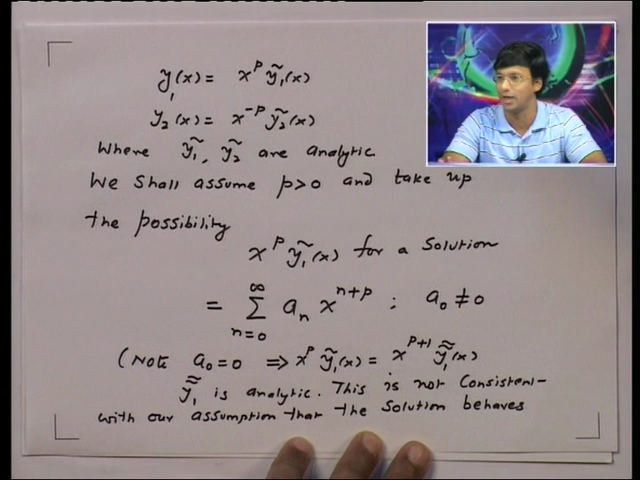 y₁(x) = x^p ỹ₁(x)
y₂(x) = x^{-p} ỹ₂(x)
Where ỹ₁, ỹ₂ are analytic.
We Shall assume p>0 and take up
the possibility
x^p ỹ₁(x) for a Solution
= ∑_{n=0}^{∞} a_n x^{n+p} ; a₀ ≠ 0
(Note a₀=0 ⟹ x^p ỹ₁(x) = x^{p+1} ỹ̃₁(x)
ỹ̃₁ is analytic. This is not Consistent-
with our assumption that the Solution behaves